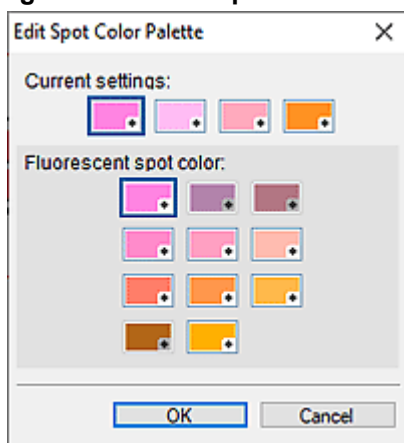 Edit Spot Color Palette
Current settings:
Fluorescent spot color:
OK
Cancel